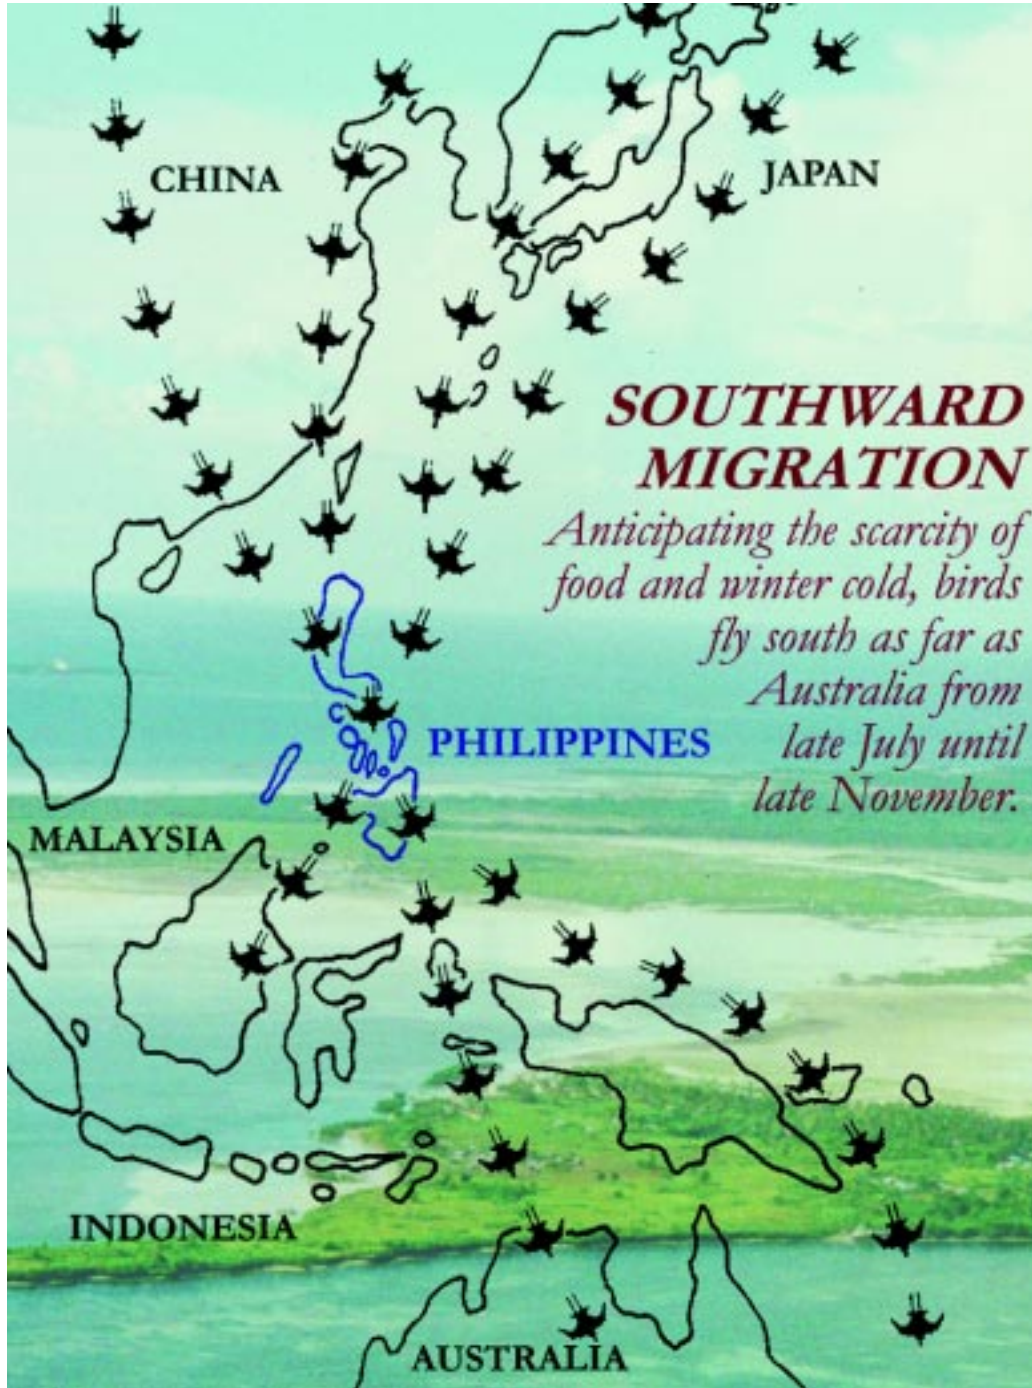 CHINA
JAPAN
SOUTHWARD
MIGRATION
Anticipating the scarcity of
food and winter cold, birds
fly south as far as
Australia from
late July until
late November.
PHILIPPINES
MALAYSIA
INDONESIA
AUSTRALIA